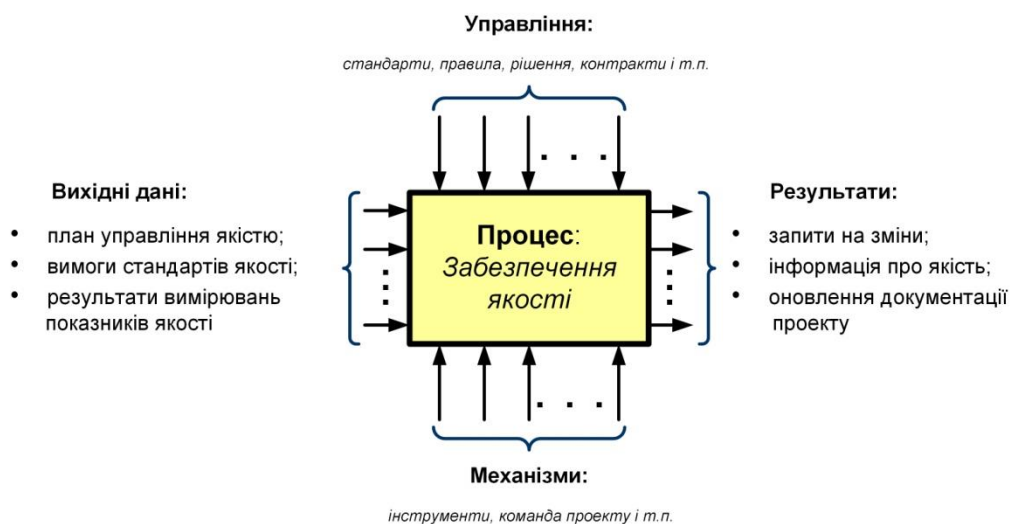 Управління:
стандарти, правила, рішення, контракти і т.п.
Вихідні дані:
• план управління якістю;
• вимоги стандартів якості;
• результати вимірювань
показників якості
Процес:
Забезпечення
якості
Результати:
• запити на зміни;
• інформація про якість;
• оновлення документації
проекту
Механізми:
інструменти, команда проекту і т.п.